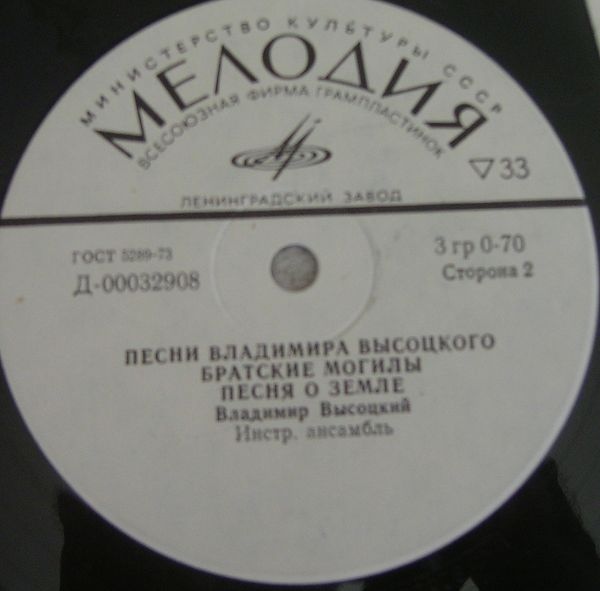 МИНИСТЕРСТВО КУЛЬТУРЫ СССР
МЕЛОДИЯ
ВСЕСОЮЗНАЯ ФИРМА ГРАМПЛАСТИНОК
▽33
ЛЕНИНГРАДСКИЙ ЗАВОД
ГОСТ 5289-73
Д-00032908
3 гр 0-70
Сторона 2
ПЕСНИ ВЛАДИМИРА ВЫСОЦКОГО
БРАТСКИЕ МОГИЛЫ
ПЕСНЯ О ЗЕМЛЕ
Владимир Высоцкий
Инстр. ансамбль